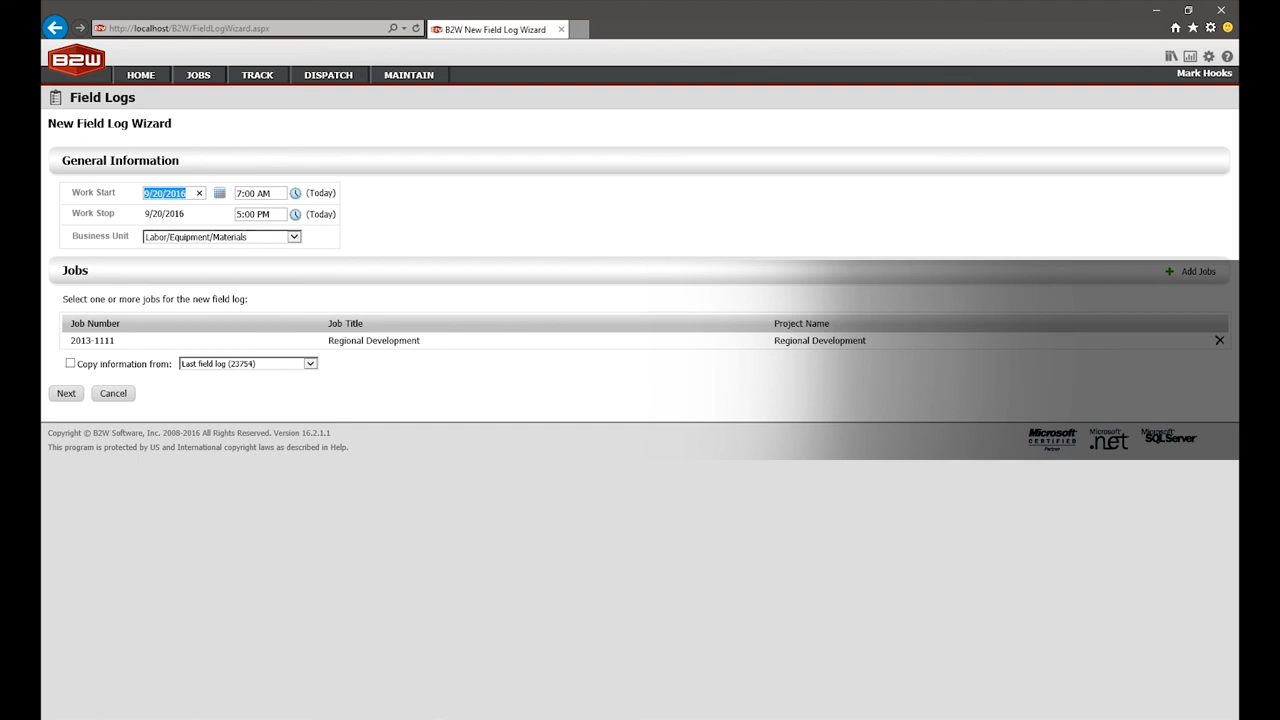 http://localhost/B2W/FieldLogWizard.aspx
B2W New Field Log Wizard
B2W
HOME
JOBS
TRACK
DISPATCH
MAINTAIN
Mark Hooks
Field Logs
New Field Log Wizard
General Information
Work Start 9/20/2016 7:00 AM (Today)
Work Stop 9/20/2016 5:00 PM (Today)
Business Unit Labor/Equipment/Materials
Jobs
Add Jobs
Select one or more jobs for the new field log:
Job Number Job Title Project Name
2013-1111 Regional Development Regional Development
Copy information from: Last field log (23754)
Next Cancel
Copyright © B2W Software, Inc. 2008-2016 All Rights Reserved. Version 16.2.1.1
This program is protected by US and International copyright laws as described in Help.
Microsoft CERTIFIED Partner
Microsoft .net
Microsoft SQLServer